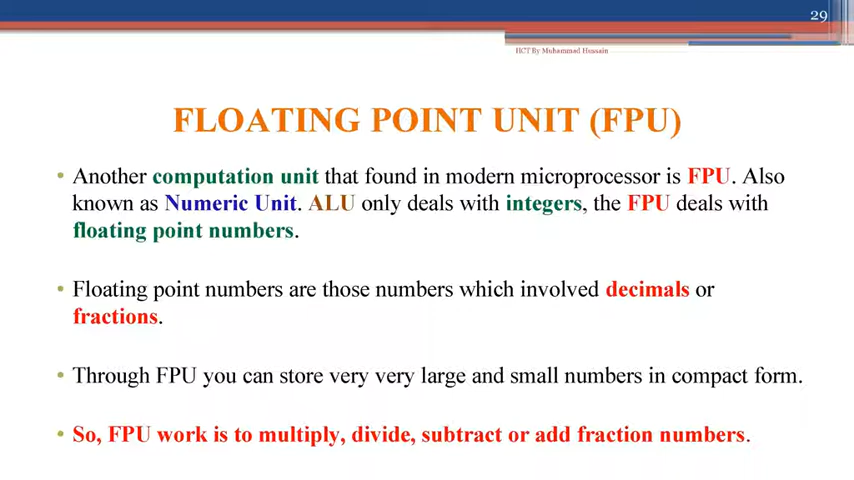 29
HCT By Muhammad Hussain
FLOATING POINT UNIT (FPU)
• Another computation unit that found in modern microprocessor is FPU. Also
known as Numeric Unit. ALU only deals with integers, the FPU deals with
floating point numbers.
• Floating point numbers are those numbers which involved decimals or
fractions.
• Through FPU you can store very very large and small numbers in compact form.
• So, FPU work is to multiply, divide, subtract or add fraction numbers.